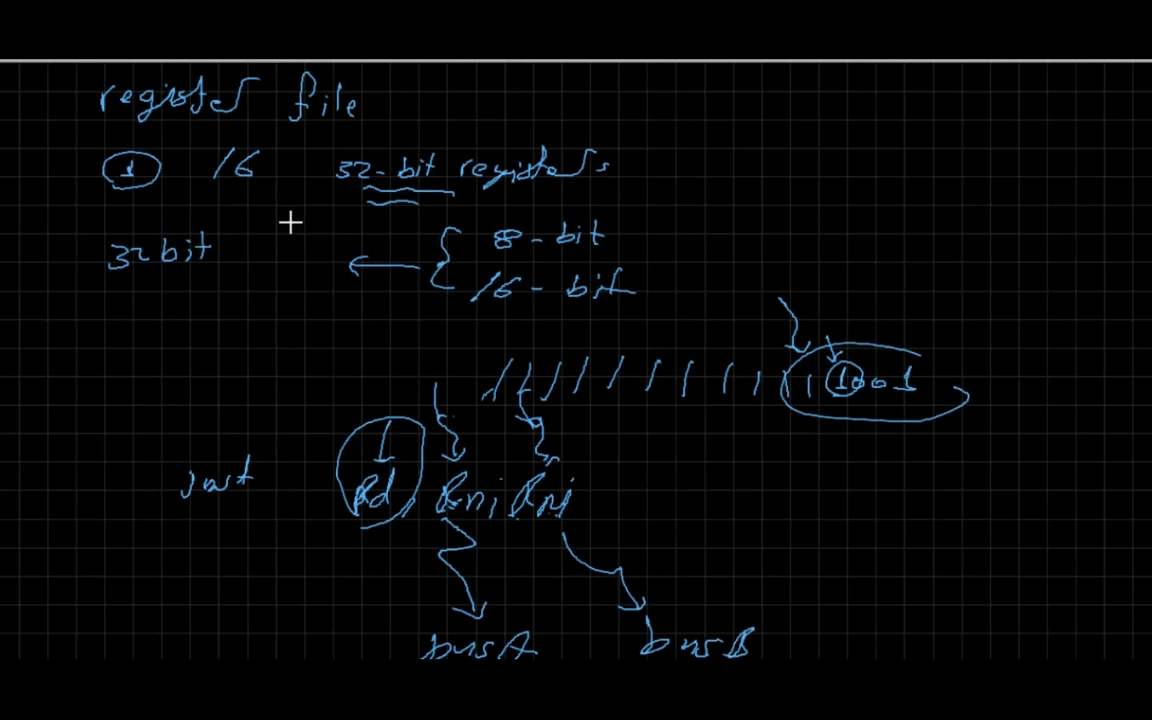 register file
① 16 32-bit registers
32 bit { 8-bit
16-bit
1001
inst Rd Rn, Rm
busA busB